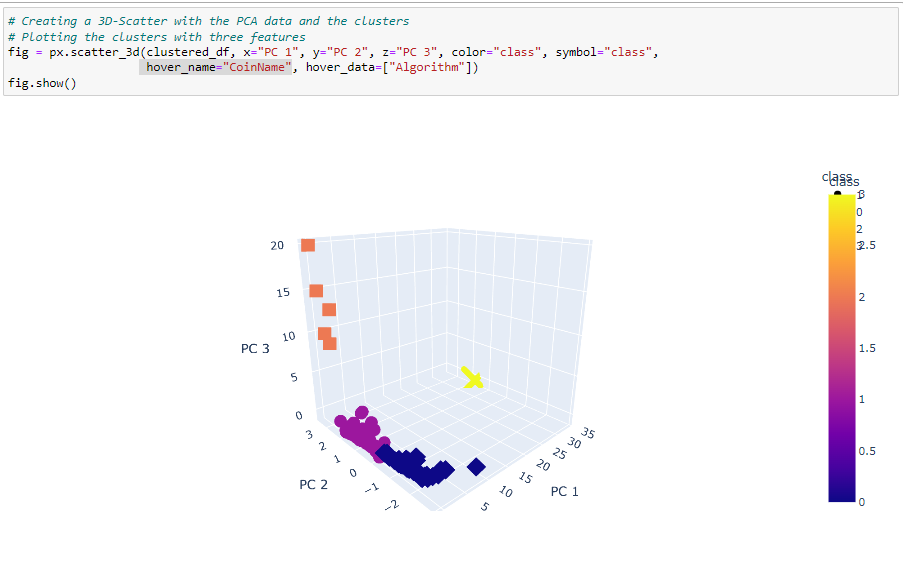 # Creating a 3D-Scatter with the PCA data and the clusters
# Plotting the clusters with three features
fig = px.scatter_3d(clustered_df, x="PC 1", y="PC 2", z="PC 3", color="class", symbol="class",
hover_name="CoinName", hover_data=["Algorithm"])
fig.show()
class
class
1
3
0
2
3
2.5
2
1.5
1
0.5
0
20
15
10
5
0
PC 3
3
2
1
0
−1
−2
PC 2
35
30
25
20
15
10
5
PC 1